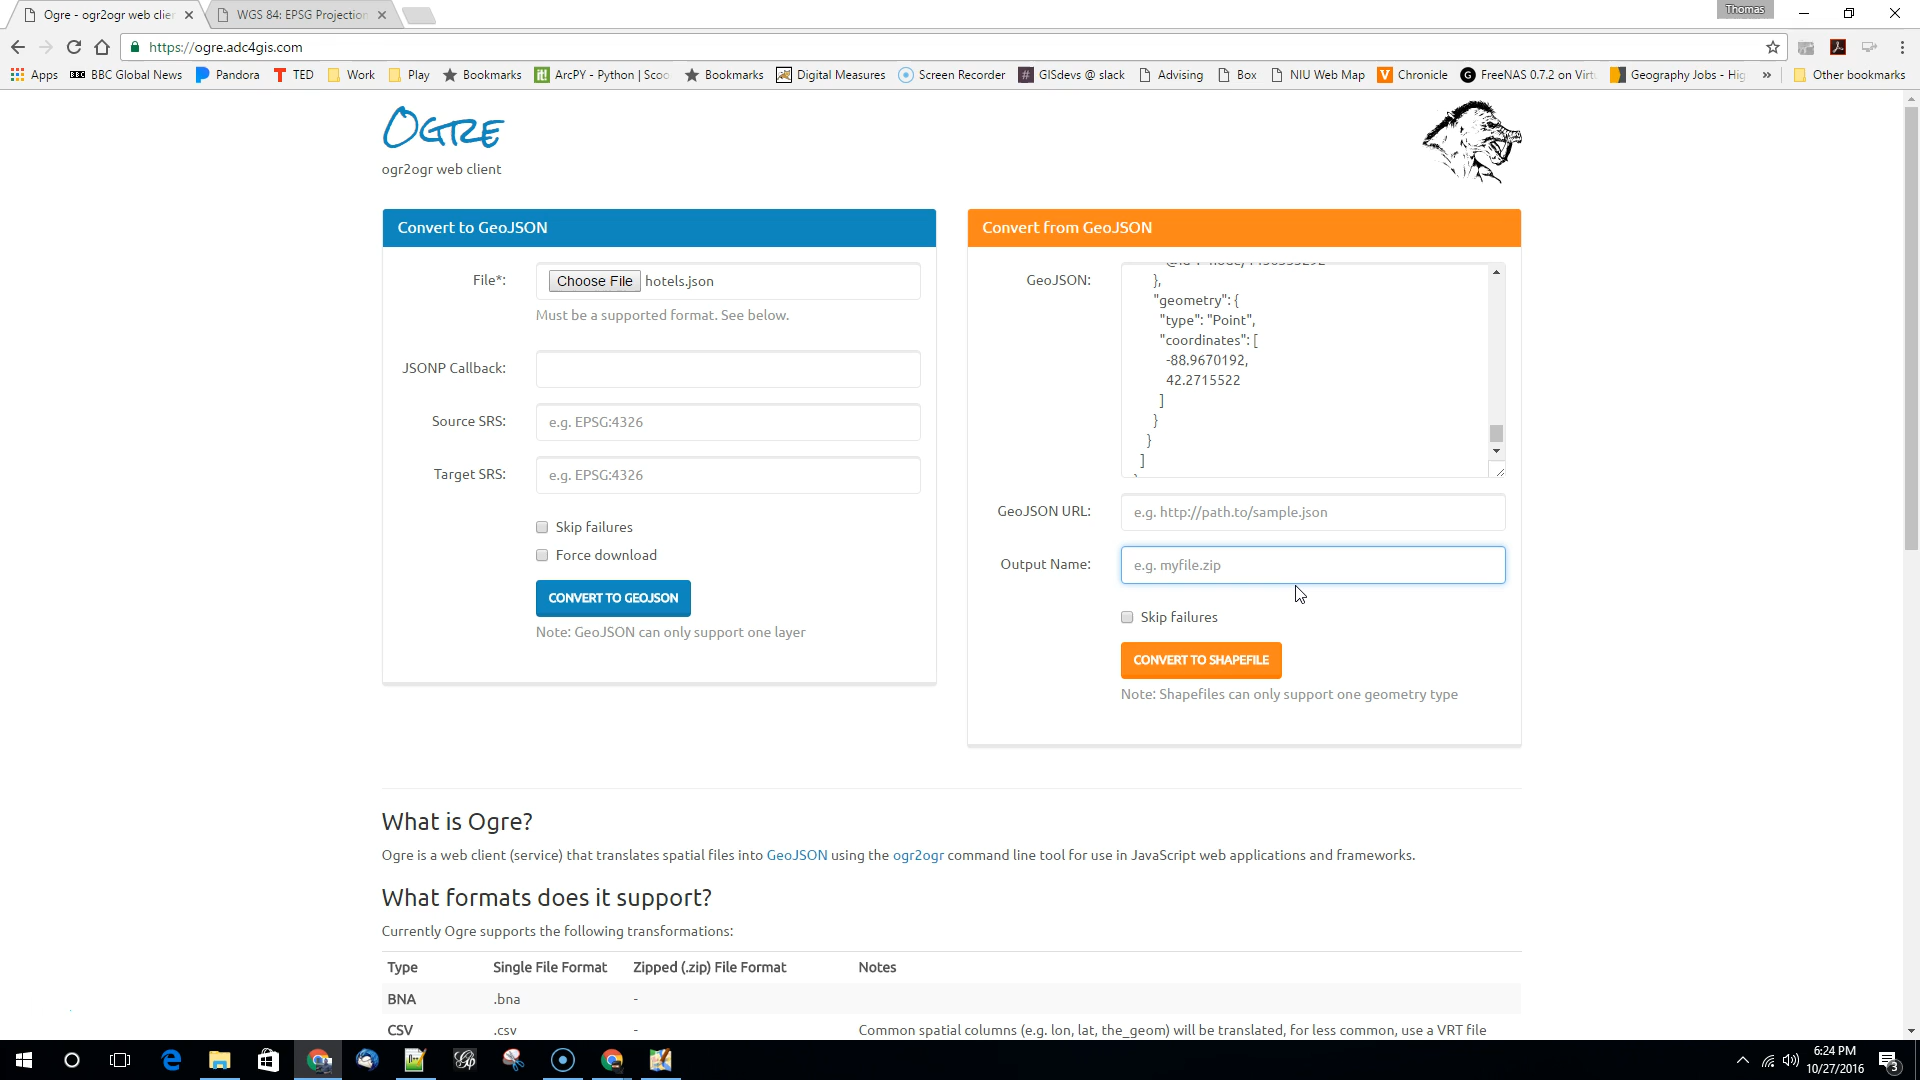 Ogre - ogr2ogr web clie
WGS 84: EPSG Projection
Thomas
https://ogre.adc4gis.com
Apps
BBC Global News
Pandora
TED
Work
Play
Bookmarks
ArcPY - Python | Scoo
Bookmarks
Digital Measures
Screen Recorder
GISdevs @ slack
Advising
Box
NIU Web Map
Chronicle
FreeNAS 0.7.2 on Virt
Geography Jobs - Hig
»
Other bookmarks
Ogre
ogr2ogr web client
Convert to GeoJSON
File*:
Choose File hotels.json
Must be a supported format. See below.
JSONP Callback:
Source SRS:
e.g. EPSG:4326
Target SRS:
e.g. EPSG:4326
Skip failures
Force download
CONVERT TO GEOJSON
Note: GeoJSON can only support one layer
Convert from GeoJSON
GeoJSON:
},
"geometry": {
"type": "Point",
"coordinates": [
-88.9670192,
42.2715522
]
}
}
]
GeoJSON URL:
e.g. http://path.to/sample.json
Output Name:
e.g. myfile.zip
Skip failures
CONVERT TO SHAPEFILE
Note: Shapefiles can only support one geometry type
What is Ogre?
Ogre is a web client (service) that translates spatial files into GeoJSON using the ogr2ogr command line tool for use in JavaScript web applications and frameworks.
What formats does it support?
Currently Ogre supports the following transformations:
Type Single File Format Zipped (.zip) File Format Notes
BNA .bna -
CSV .csv - Common spatial columns (e.g. lon, lat, the_geom) will be translated, for less common, use a VRT file
6:24 PM
10/27/2016
3